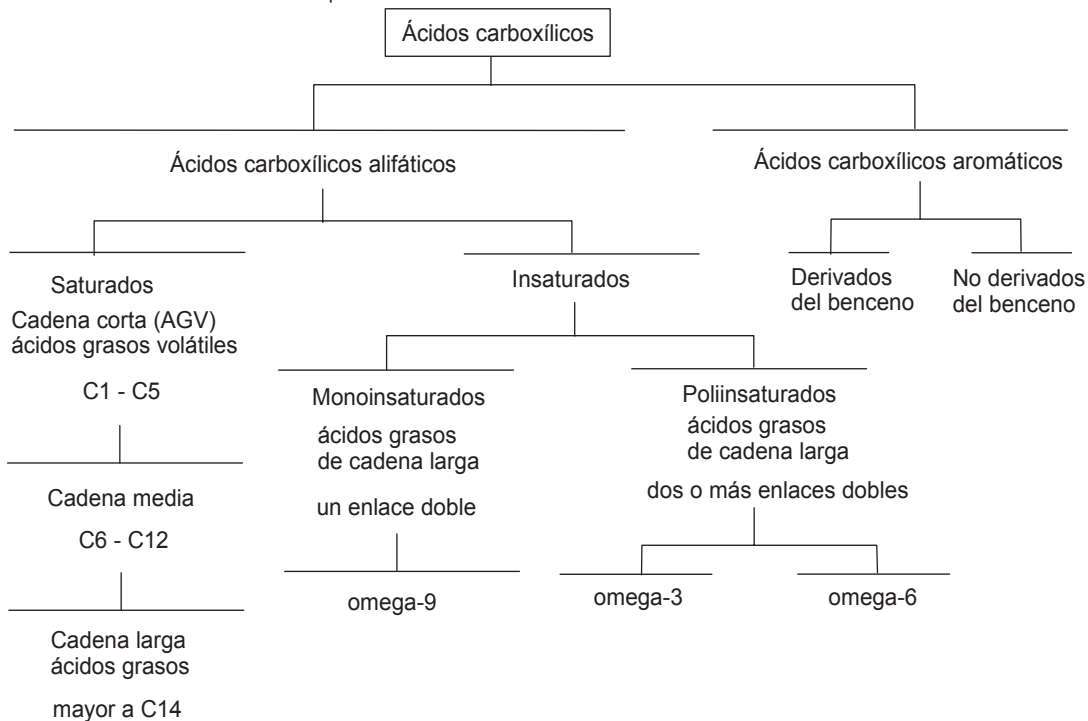 Ácidos carboxílicos
Ácidos carboxílicos alifáticos
Ácidos carboxílicos aromáticos
Saturados
Cadena corta (AGV)
ácidos grasos volátiles
C1 - C5
Cadena media
C6 - C12
Cadena larga
ácidos grasos
mayor a C14
Insaturados
Monoinsaturados
ácidos grasos
de cadena larga
un enlace doble
omega-9
Poliinsaturados
ácidos grasos
de cadena larga
dos o más enlaces dobles
omega-3
omega-6
Derivados
del benceno
No derivados
del benceno